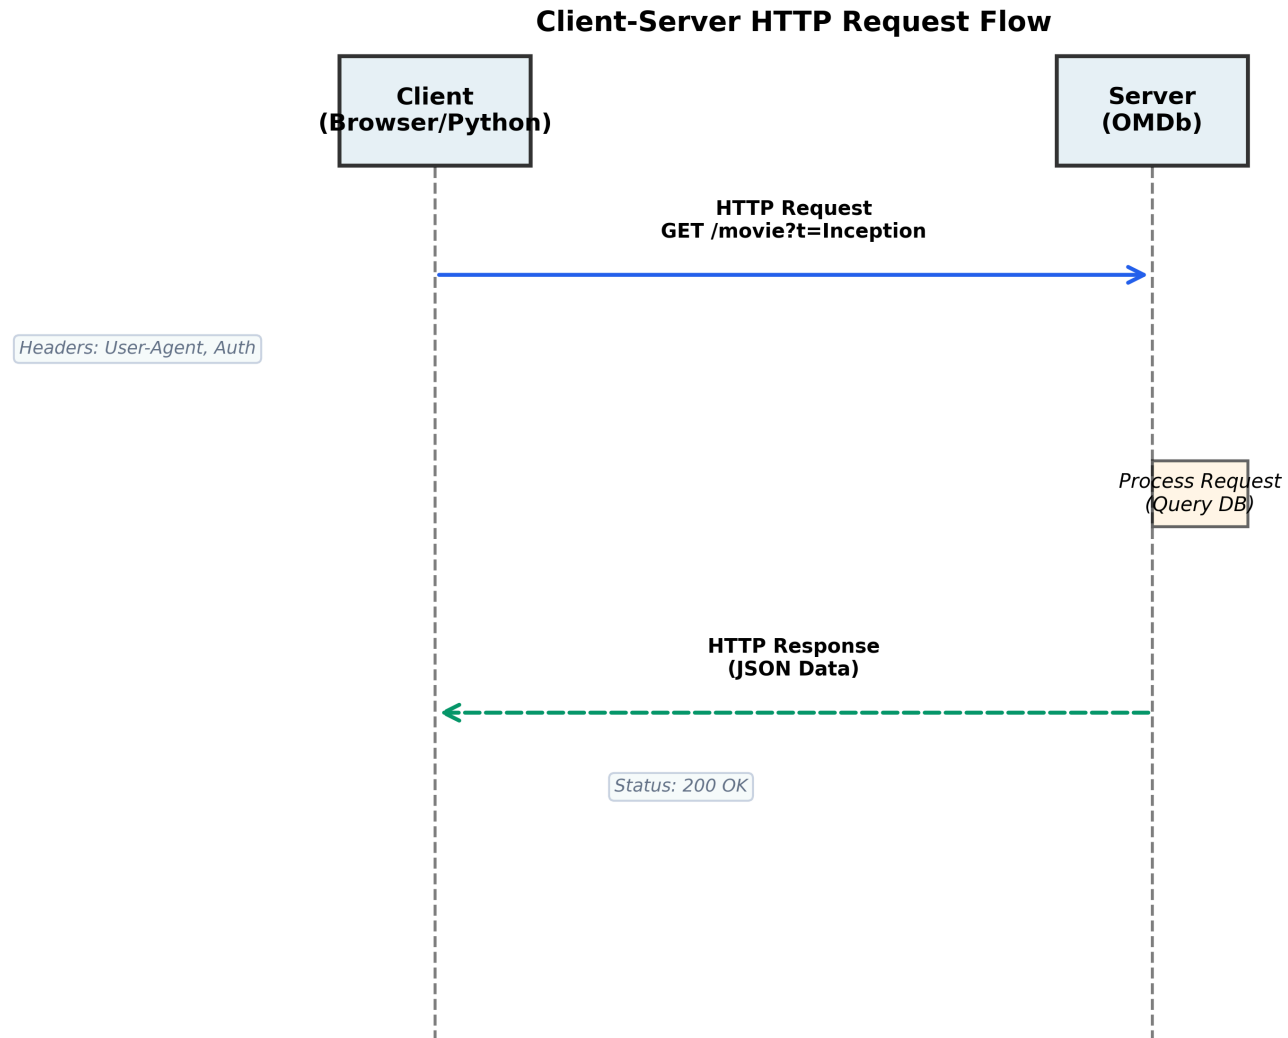 Client-Server HTTP Request Flow
Client
(Browser/Python)
Server
(OMDb)
HTTP Request
GET /movie?t=Inception
Headers: User-Agent, Auth
Process Request
(Query DB)
HTTP Response
(JSON Data)
Status: 200 OK